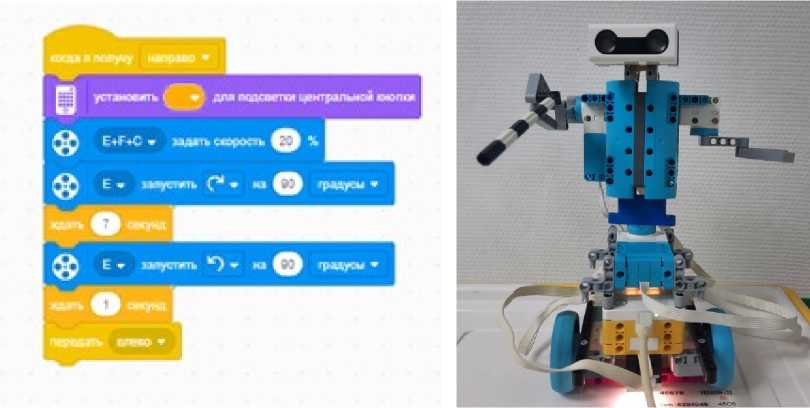 когда я получу направо
установить для подсветки центральной кнопки
E+F+C задать скорость 20 %
E запустить на 90 градусы
ждать 7 секунд
E запустить на 90 градусы
ждать 1 секунд
передать влево
45678